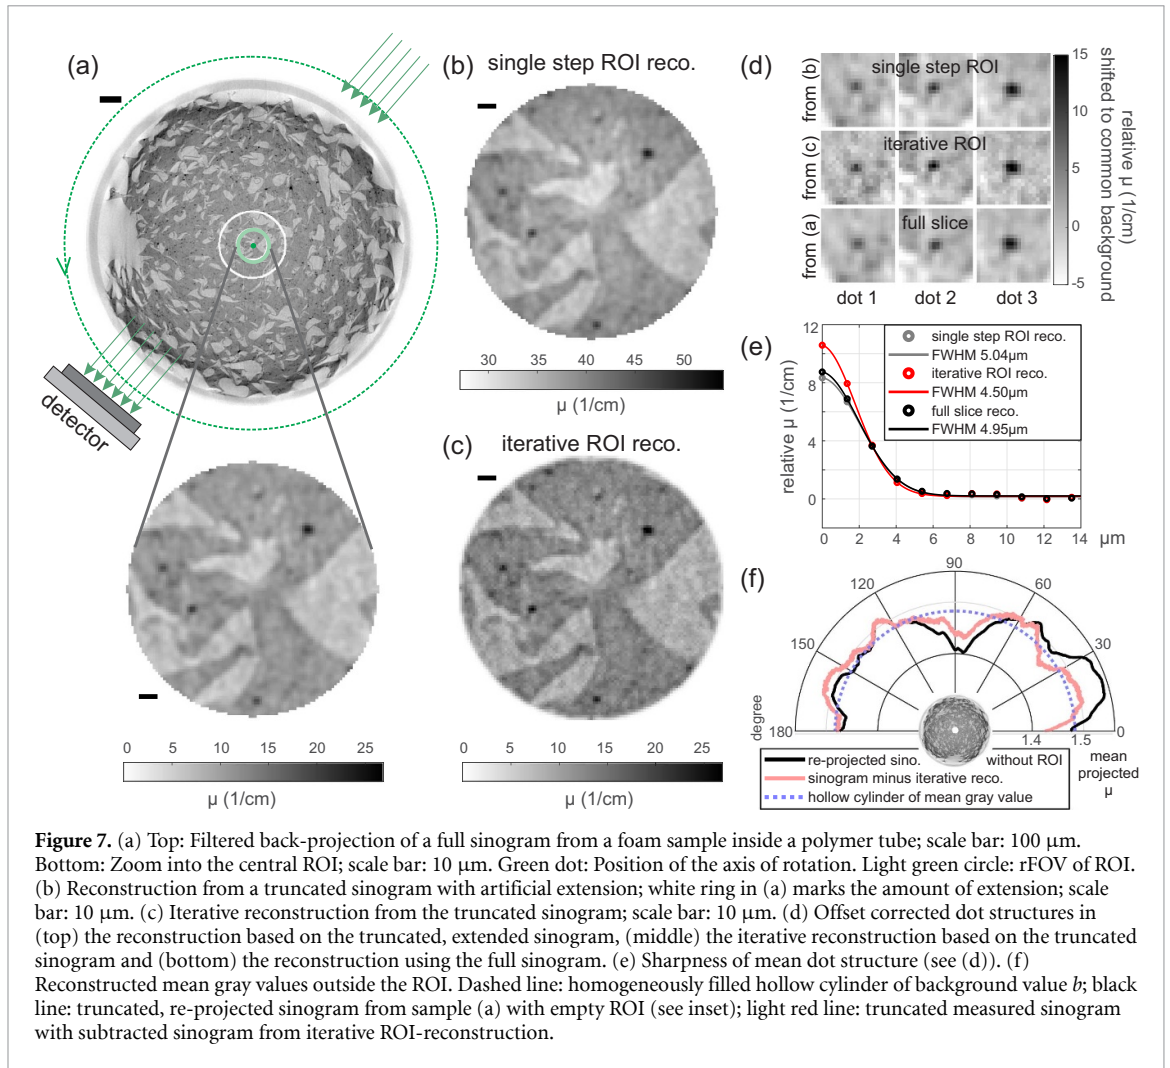 (a)
detector
0 5 10 15 20 25
μ (1/cm)
(b)
single step ROI reco.
30 35 40 45 50
μ (1/cm)
(c)
iterative ROI reco.
0 5 10 15 20 25
μ (1/cm)
(d)
from (b)
single step ROI
from (c)
iterative ROI
from (a)
full slice
dot 1 dot 2 dot 3
15
10
5
0
-5
relative μ (1/cm)
shifted to common background
(e)
12
8
4
0
relative μ (1/cm)
single step ROI reco.
FWHM 5.04μm
iterative ROI reco.
FWHM 4.50μm
full slice reco.
FWHM 4.95μm
0 2 4 6 8 10 12 14 μm
(f)
90
120 60
150 30
degree
180 1.4 1.5 0
mean
projected
μ
re-projected sino. without ROI
sinogram minus iterative reco.
hollow cylinder of mean gray value
Figure 7. (a) Top: Filtered back-projection of a full sinogram from a foam sample inside a polymer tube; scale bar: 100 μm.
Bottom: Zoom into the central ROI; scale bar: 10 μm. Green dot: Position of the axis of rotation. Light green circle: rFOV of ROI.
(b) Reconstruction from a truncated sinogram with artificial extension; white ring in (a) marks the amount of extension; scale
bar: 10 μm. (c) Iterative reconstruction from the truncated sinogram; scale bar: 10 μm. (d) Offset corrected dot structures in
(top) the reconstruction based on the truncated, extended sinogram, (middle) the iterative reconstruction based on the truncated
sinogram and (bottom) the reconstruction using the full sinogram. (e) Sharpness of mean dot structure (see (d)). (f)
Reconstructed mean gray values outside the ROI. Dashed line: homogeneously filled hollow cylinder of background value b; black
line: truncated, re-projected sinogram from sample (a) with empty ROI (see inset); light red line: truncated measured sinogram
with subtracted sinogram from iterative ROI-reconstruction.